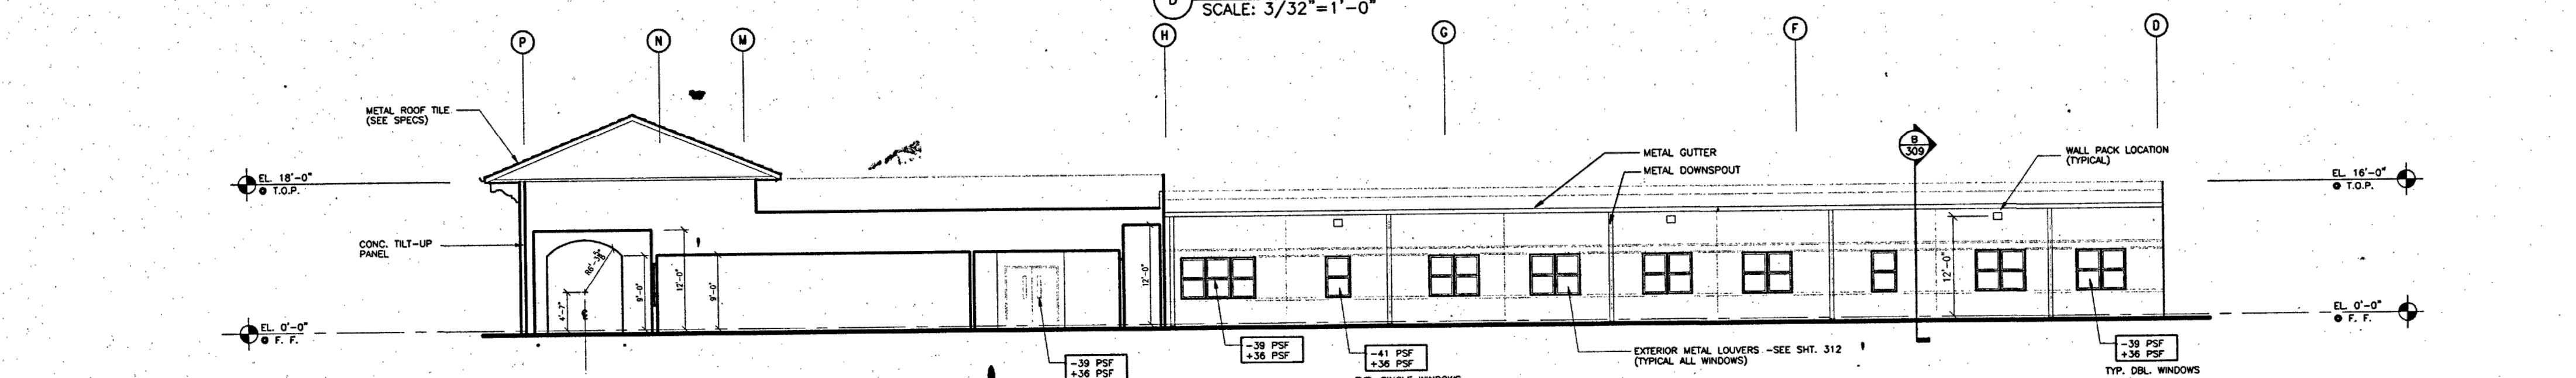 D
SCALE: 3/32"=1'-0"
P
N
M
H
G
F
D
METAL ROOF TILE
(SEE SPECS)
METAL GUTTER
METAL DOWNSPOUT
B
309
WALL PACK LOCATION
(TYPICAL)
EL. 18'-0"
@ T.O.P.
EL. 16'-0"
@ T.O.P.
CONC. TILT-UP
PANEL
4'-7"
9'-0"
12'-0"
9'-0"
12'-0"
12'-0"
EL. 0'-0"
@ F. F.
EL. 0'-0"
@ F. F.
-39 PSF
+36 PSF
-39 PSF
+36 PSF
-41 PSF
+36 PSF
EXTERIOR METAL LOUVERS -SEE SHT. 312
(TYPICAL ALL WINDOWS)
-39 PSF
+36 PSF
TYP. DBL. WINDOWS